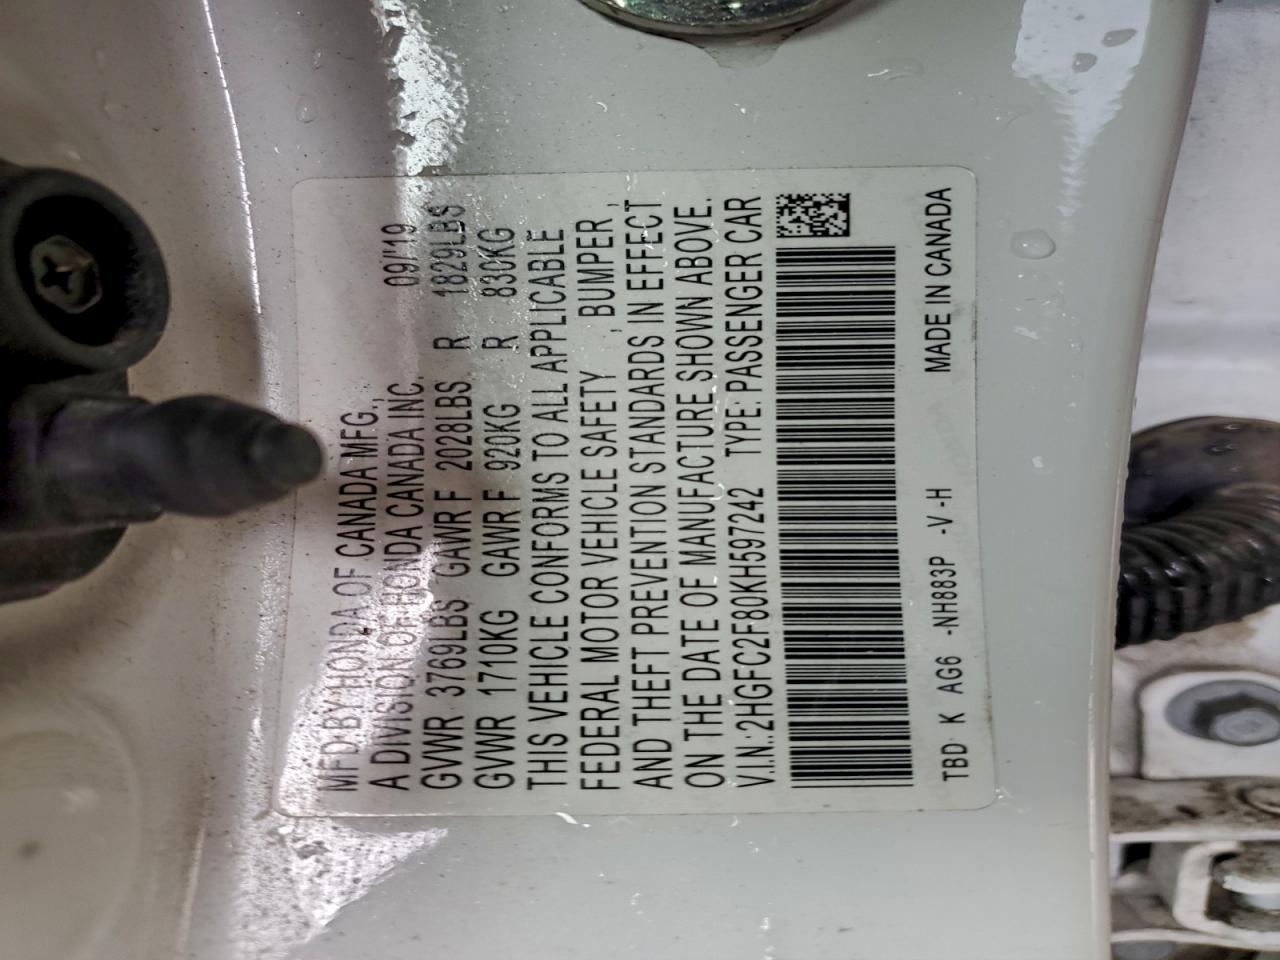 MFD.BY HONDA OF CANADA MFG.,
A DIVISION OF HONDA CANADA INC. 09/'19
GVWR 3769LBS GAWR F 2028LBS R 1829LBS
GVWR 1710KG GAWR F 920KG R 830KG
THIS VEHICLE CONFORMS TO ALL APPLICABLE
FEDERAL MOTOR VEHICLE SAFETY , BUMPER ,
AND THEFT PREVENTION STANDARDS IN EFFECT
ON THE DATE OF MANUFACTURE SHOWN ABOVE.
V.I.N.:2HGFC2F80KH597242 TYPE: PASSENGER CAR
TBD K AG6 -NH883P -V-H MADE IN CANADA